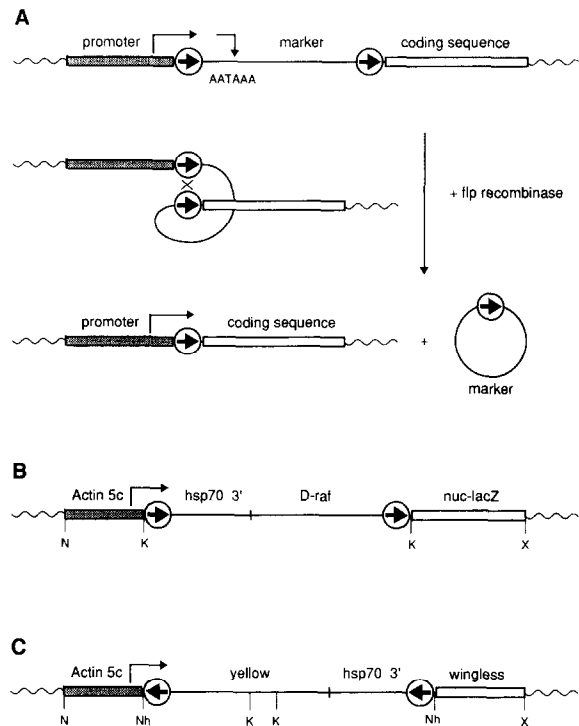 A
promoter marker coding sequence
AATAAA
+ flp recombinase
promoter coding sequence
+
marker
B
Actin 5c hsp70 3' D-raf nuc-lacZ
N K K X
C
Actin 5c yellow hsp70 3' wingless
N Nh K K Nh X